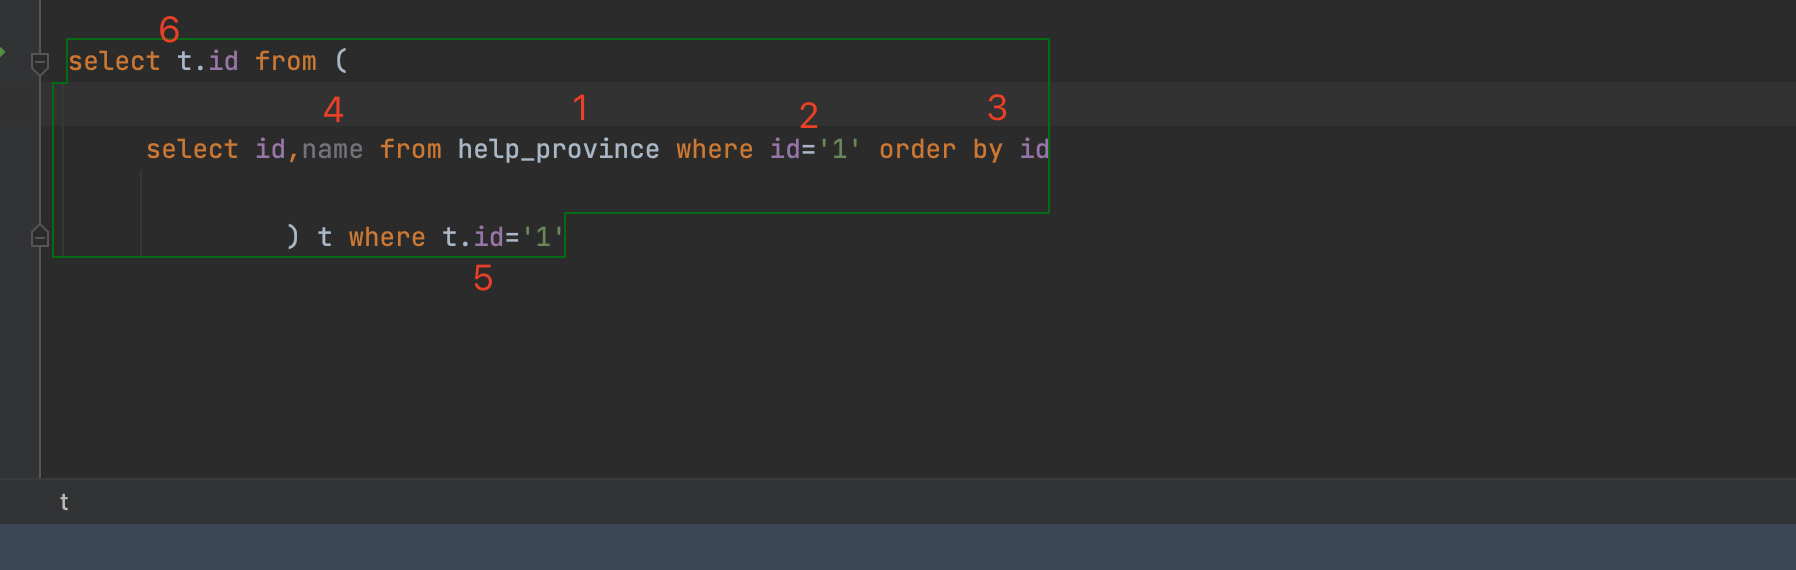 6
select t.id from (
4 1 2 3
select id,name from help_province where id='1' order by id
) t where t.id='1'
5
t